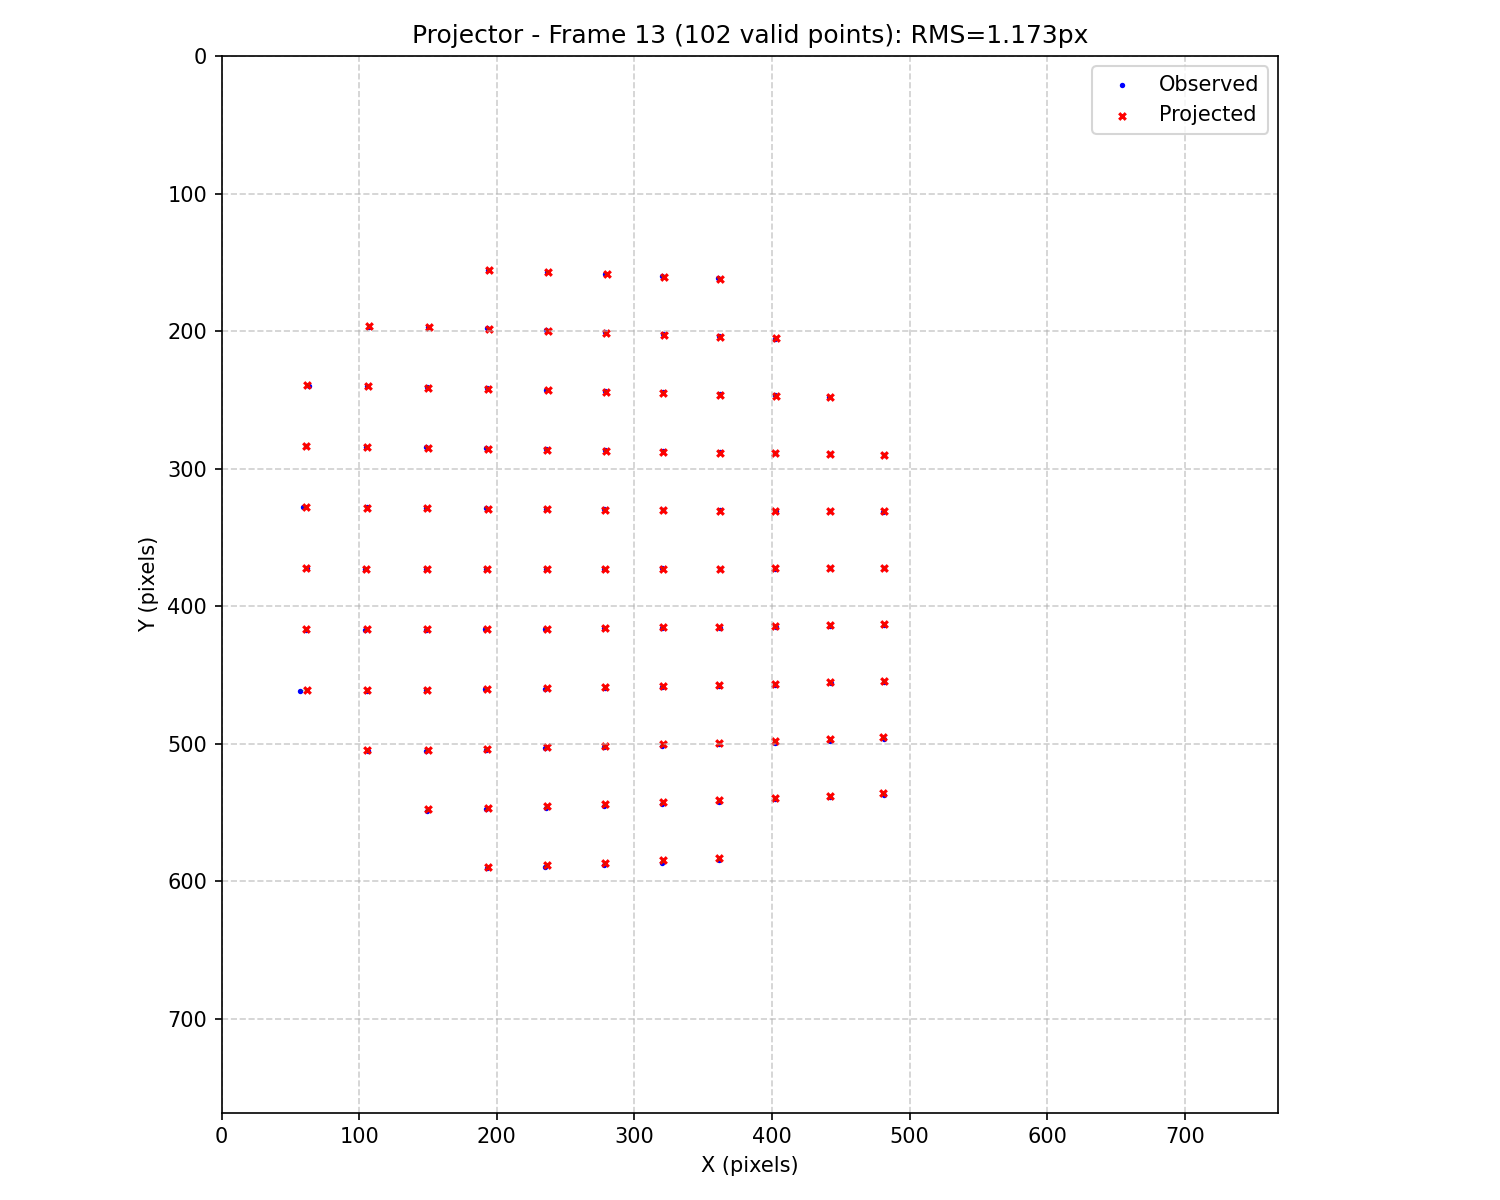 Projector - Frame 13 (102 valid points): RMS=1.173px
Observed
Projected
0
100
200
300
400
500
600
700
Y (pixels)
0 100 200 300 400 500 600 700
X (pixels)